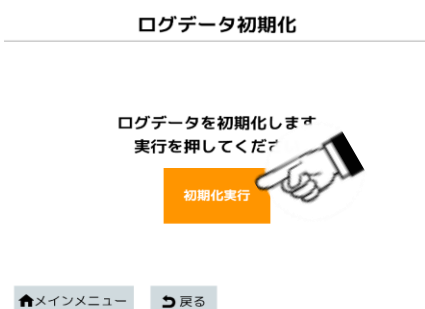 ログデータ初期化
ログデータを初期化します
実行を押してくだ
初期化実行
メインメニュー
戻る